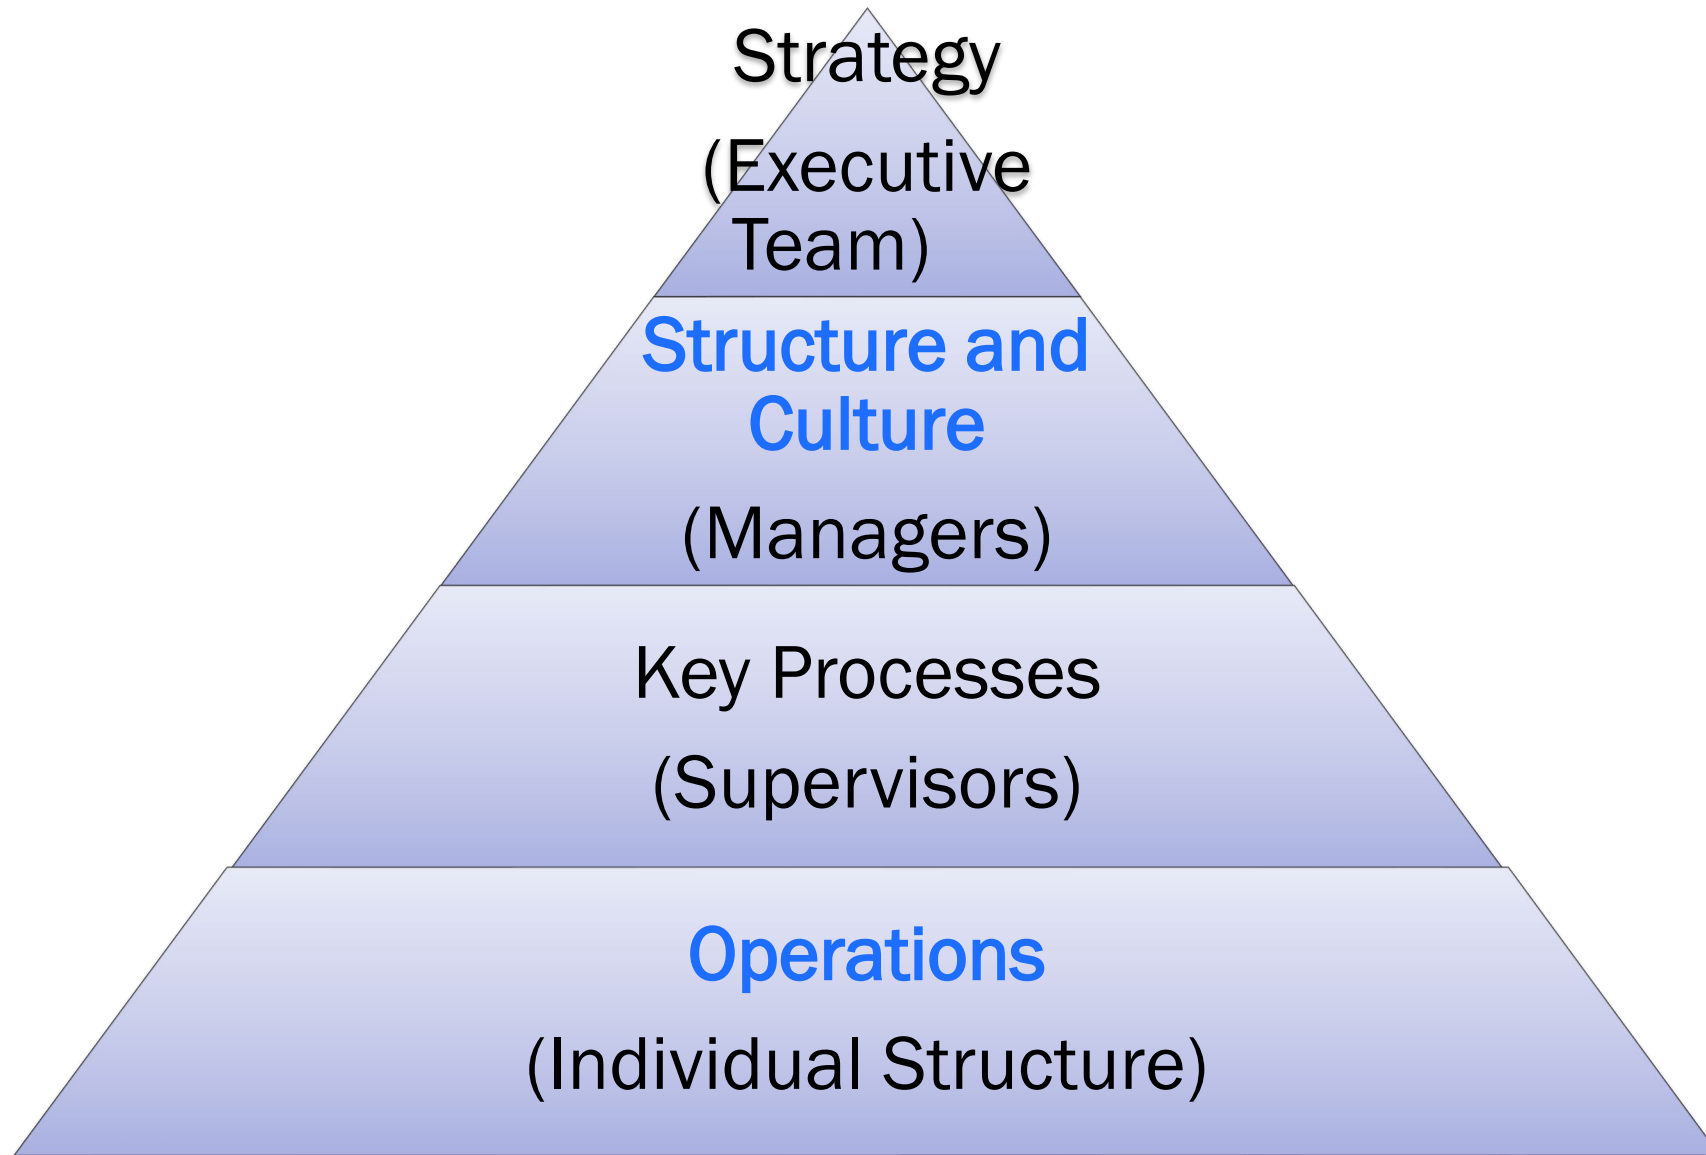 Strategy
(Executive
Team)
Structure and
Culture
(Managers)
Key Processes
(Supervisors)
Operations
(Individual Structure)